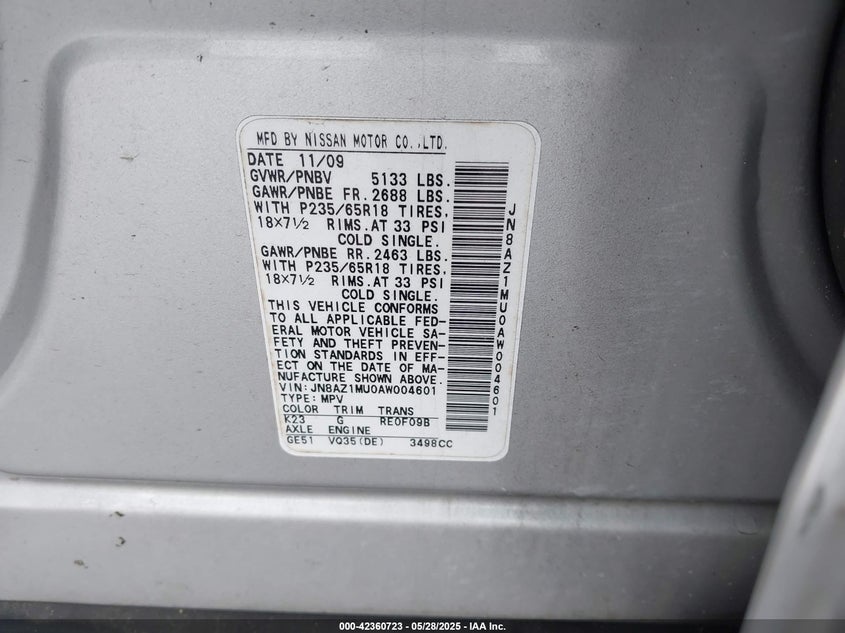 MFD BY NISSAN MOTOR CO.,LTD.
DATE 11/09
GVWR/PNBV 5133 LBS.
GAWR/PNBE FR. 2688 LBS.
WITH P235/65R18 TIRES,
18×7½ RIMS.AT 33 PSI
COLD SINGLE.
GAWR/PNBE RR. 2463 LBS.
WITH P235/65R18 TIRES,
18×7½ RIMS.AT 33 PSI
COLD SINGLE.
THIS VEHICLE CONFORMS
TO ALL APPLICABLE FED-
ERAL MOTOR VEHICLE SA-
FETY AND THEFT PREVEN-
TION STANDARDS IN EFF-
ECT ON THE DATE OF MA-
NUFACTURE SHOWN ABOVE.
VIN:JN8AZ1MU0AW004601
TYPE:MPV
COLOR TRIM TRANS
K23 G RE0F09B
AXLE ENGINE
GE51 VQ35(DE) 3498CC
JN8AZ1MU0AW004601
000-42360723 - 05/28/2025 - IAA Inc.